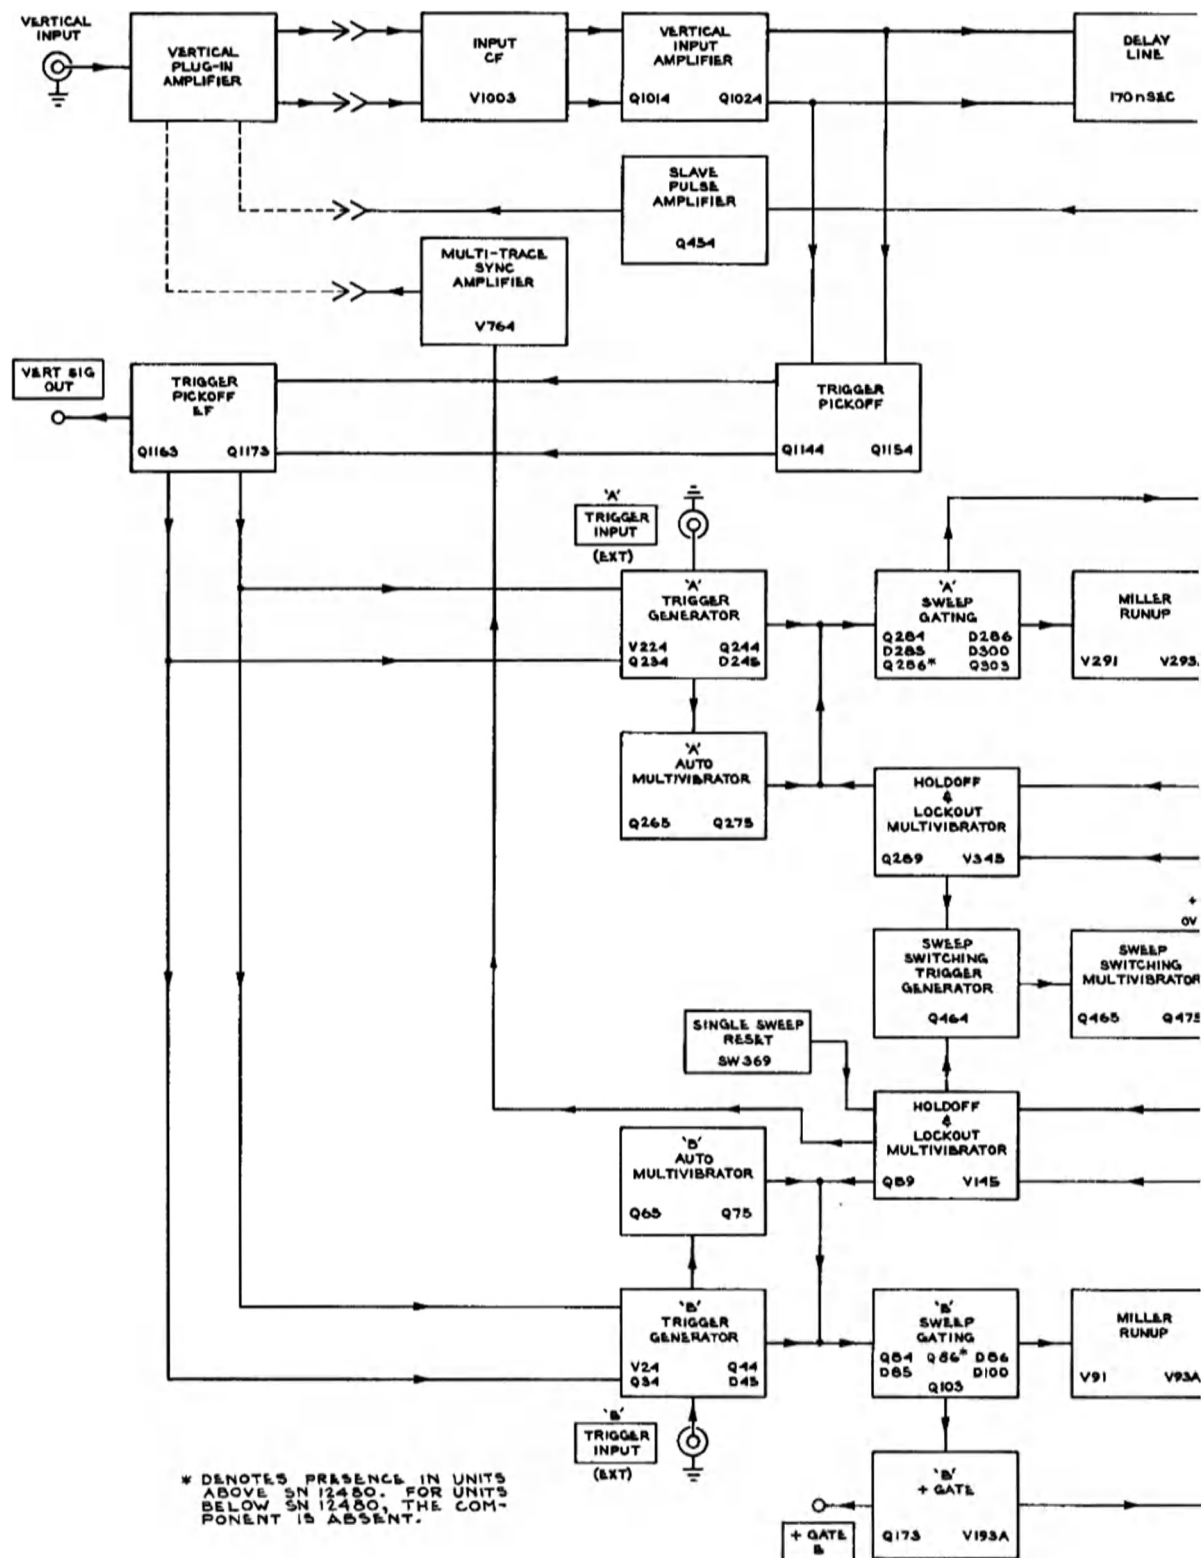 VERTICAL
INPUT
VERTICAL
PLUG-IN
AMPLIFIER
INPUT
CF
V1003
VERTICAL
INPUT
AMPLIFIER
Q1014 Q1024
DELAY
LINE
170 nSEC
SLAVE
PULSE
AMPLIFIER
Q454
MULTI-TRACE
SYNC
AMPLIFIER
V764
VERT SIG
OUT
TRIGGER
PICKOFF
EF
Q1163 Q1173
TRIGGER
PICKOFF
Q1144 Q1154
'A'
TRIGGER
INPUT
(EXT)
'A'
TRIGGER
GENERATOR
V224 Q244
Q234 D245
'A'
SWEEP
GATING
Q284 D286
D285 D300
Q286* Q303
MILLER
RUNUP
V291 V293
'A'
AUTO
MULTIVIBRATOR
Q265 Q275
HOLDOFF
&
LOCKOUT
MULTIVIBRATOR
Q289 V345
+
OV
SWEEP
SWITCHING
TRIGGER
GENERATOR
Q464
SWEEP
SWITCHING
MULTIVIBRATOR
Q465 Q475
SINGLE SWEEP
RESET
SW369
HOLDOFF
&
LOCKOUT
MULTIVIBRATOR
Q89 V145
'B'
AUTO
MULTIVIBRATOR
Q65 Q75
'B'
TRIGGER
GENERATOR
V24 Q44
Q34 D45
'B'
SWEEP
GATING
Q84 Q86* D86
D85 D100
Q103
MILLER
RUNUP
V91 V93A
'B'
TRIGGER
INPUT
(EXT)
* DENOTES PRESENCE IN UNITS
ABOVE SN 12480. FOR UNITS
BELOW SN 12480, THE COM-
PONENT IS ABSENT.
+ GATE
B
'B'
+ GATE
Q173 V193A